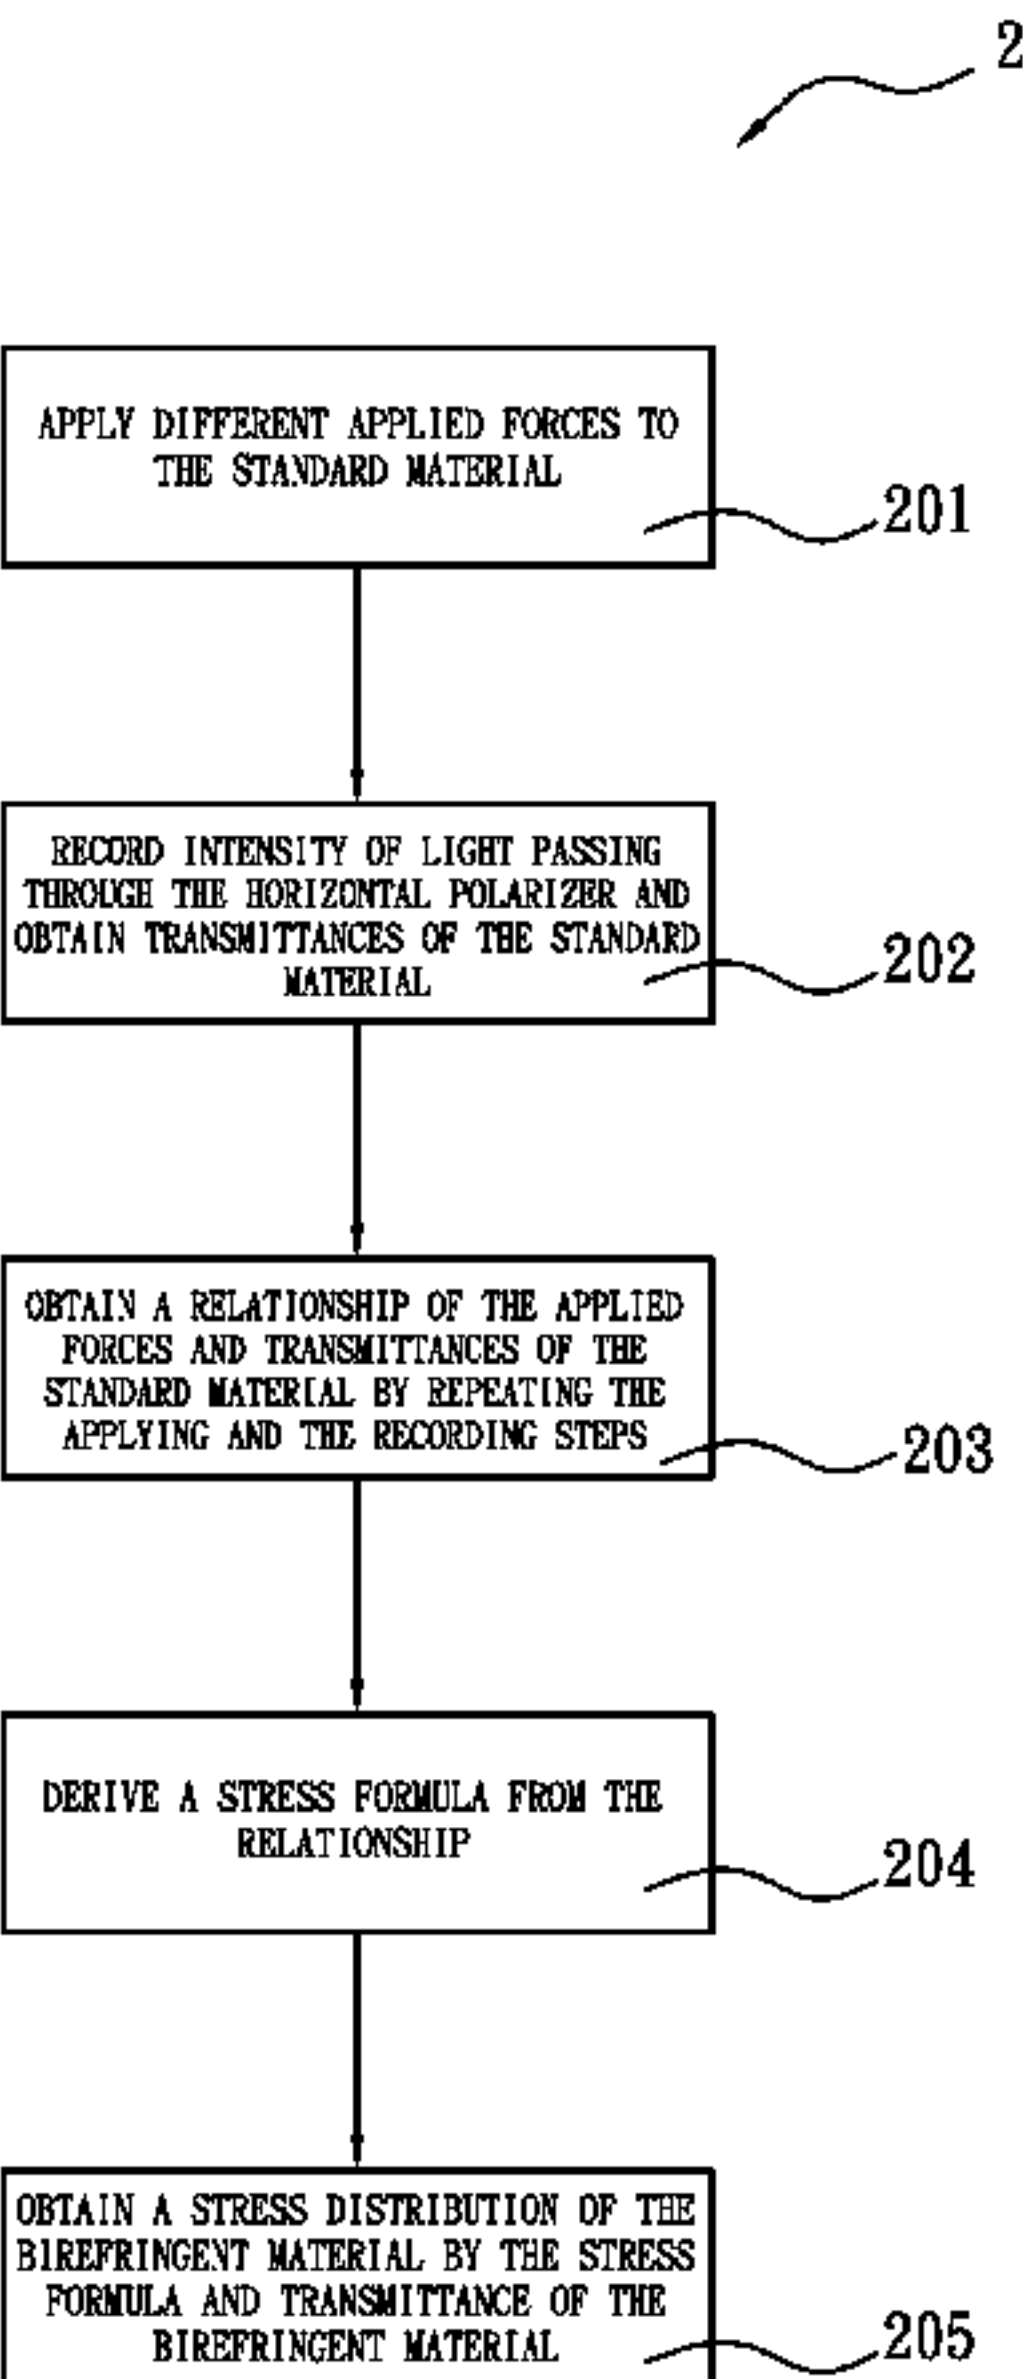 2
APPLY DIFFERENT APPLIED FORCES TO
THE STANDARD MATERIAL
201
RECORD INTENSITY OF LIGHT PASSING
THROUGH THE HORIZONTAL POLARIZER AND
OBTAIN TRANSMITTANCES OF THE STANDARD
MATERIAL
202
OBTAIN A RELATIONSHIP OF THE APPLIED
FORCES AND TRANSMITTANCES OF THE
STANDARD MATERIAL BY REPEATING THE
APPLYING AND THE RECORDING STEPS
203
DERIVE A STRESS FORMULA FROM THE
RELATIONSHIP
204
OBTAIN A STRESS DISTRIBUTION OF THE
BIREFRINGENT MATERIAL BY THE STRESS
FORMULA AND TRANSMITTANCE OF THE
BIREFRINGENT MATERIAL
205